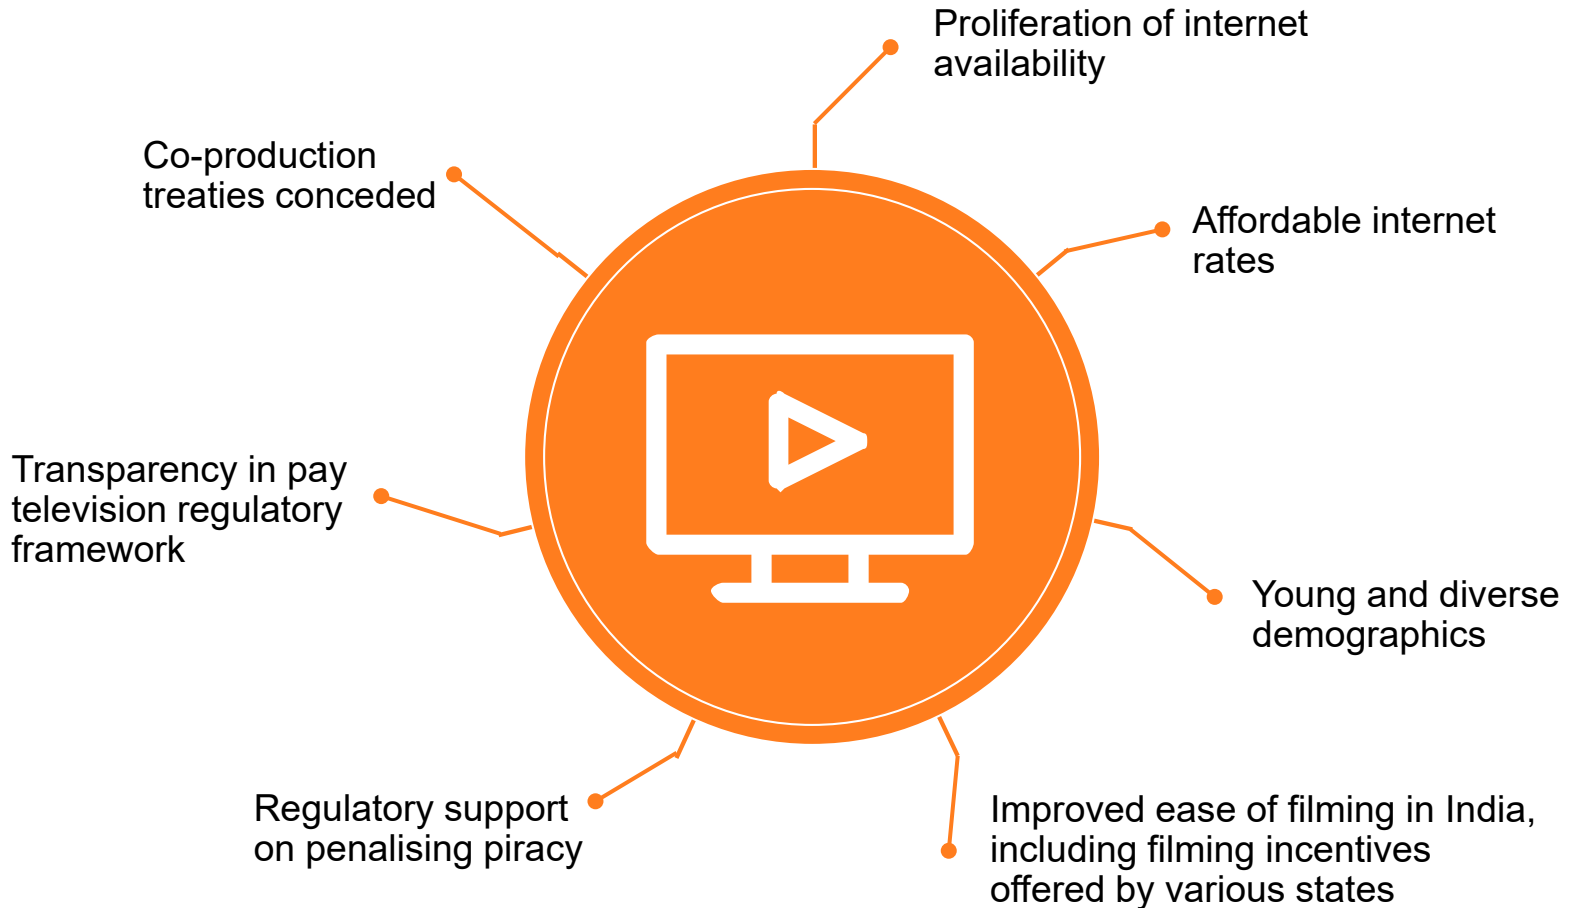 Proliferation of internet
availability
Affordable internet
rates
Young and diverse
demographics
Improved ease of filming in India,
including filming incentives
offered by various states
Regulatory support
on penalising piracy
Transparency in pay
television regulatory
framework
Co-production
treaties conceded